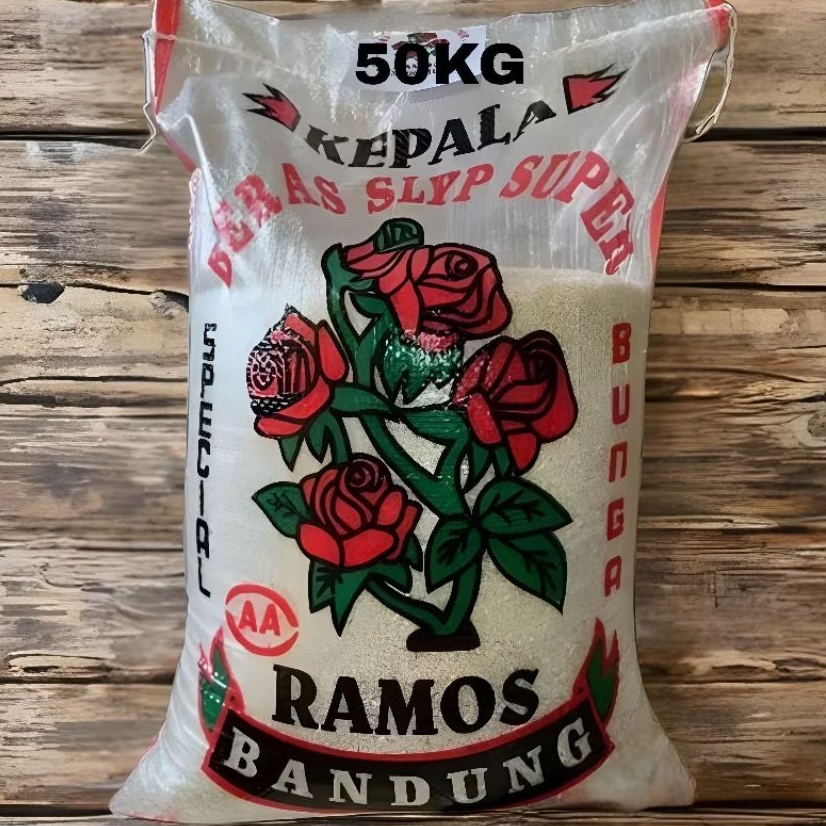 50KG
KEPALA
BERAS SLYP SUPER
SPECIAL
BUNGA
AA
RAMOS
BANDUNG